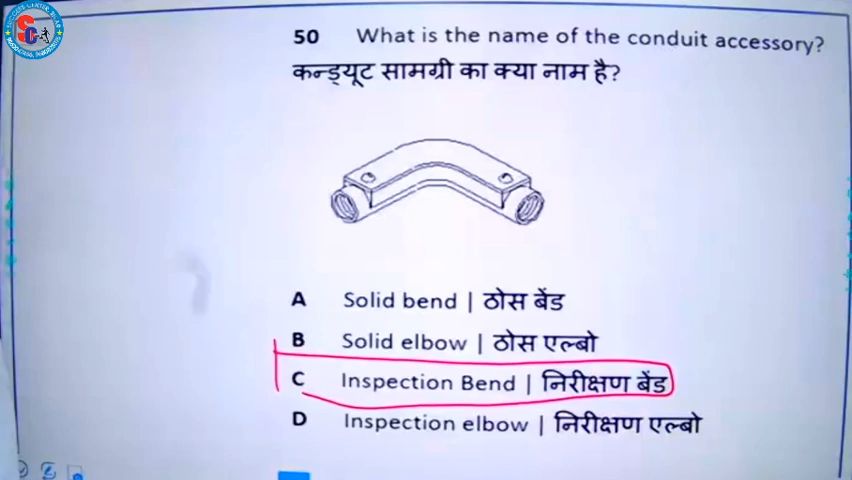 50 What is the name of the conduit accessory?
कन्ड्यूट सामग्री का क्या नाम है?
A Solid bend | ठोस बेंड
B Solid elbow | ठोस एल्बो
C Inspection Bend | निरीक्षण बेंड
D Inspection elbow | निरीक्षण एल्बो